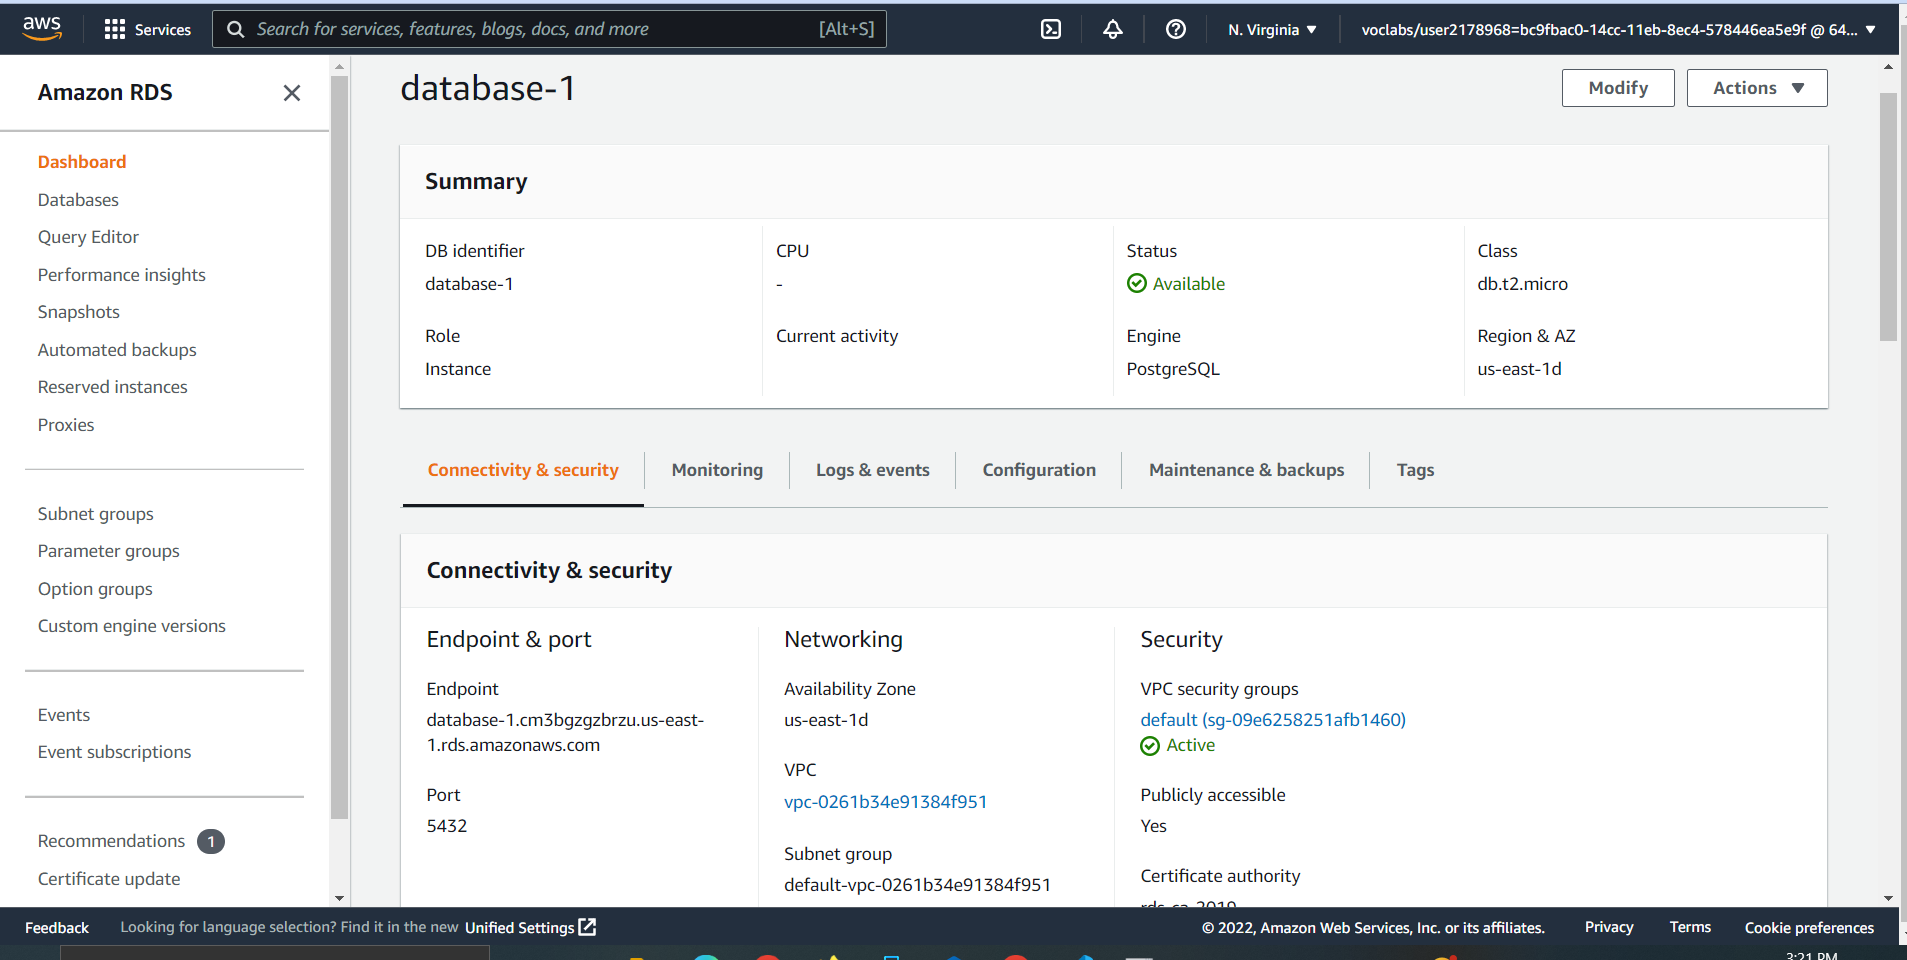 aws
Services
Search for services, features, blogs, docs, and more
[Alt+S]
N. Virginia
voclabs/user2178968=bc9fbac0-14cc-11eb-8ec4-578446ea5e9f @ 64...
Amazon RDS
Dashboard
Databases
Query Editor
Performance insights
Snapshots
Automated backups
Reserved instances
Proxies
Subnet groups
Parameter groups
Option groups
Custom engine versions
Events
Event subscriptions
Recommendations 1
Certificate update
database-1
Modify
Actions
Summary
DB identifier
database-1
CPU
-
Status
Available
Class
db.t2.micro
Role
Instance
Current activity
Engine
PostgreSQL
Region & AZ
us-east-1d
Connectivity & security
Monitoring
Logs & events
Configuration
Maintenance & backups
Tags
Connectivity & security
Endpoint & port
Endpoint
database-1.cm3bgzgzbrzu.us-east-
1.rds.amazonaws.com
Port
5432
Networking
Availability Zone
us-east-1d
VPC
vpc-0261b34e91384f951
Subnet group
default-vpc-0261b34e91384f951
Security
VPC security groups
default (sg-09e6258251afb1460)
Active
Publicly accessible
Yes
Certificate authority
rds-ca-2019
Feedback
Looking for language selection? Find it in the new Unified Settings
© 2022, Amazon Web Services, Inc. or its affiliates.
Privacy
Terms
Cookie preferences
3:21 PM